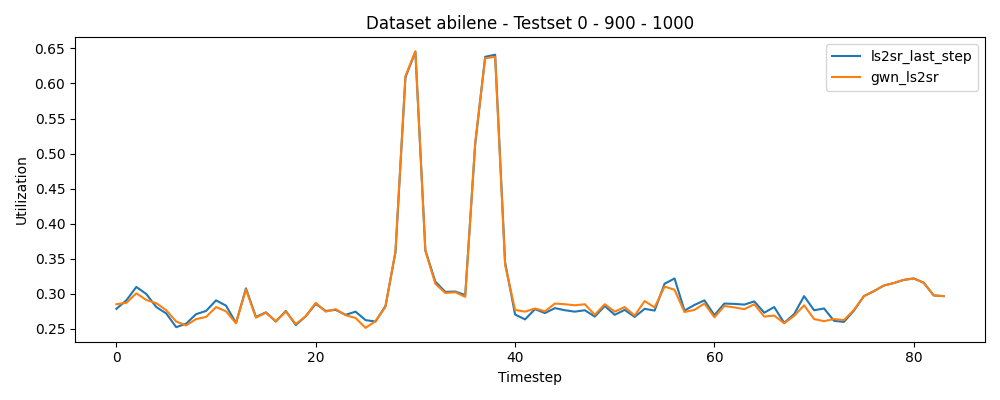 Dataset abilene - Testset 0 - 900 - 1000
ls2sr_last_step
gwn_ls2sr
Utilization
0.65
0.60
0.55
0.50
0.45
0.40
0.35
0.30
0.25
0 20 40 60 80
Timestep